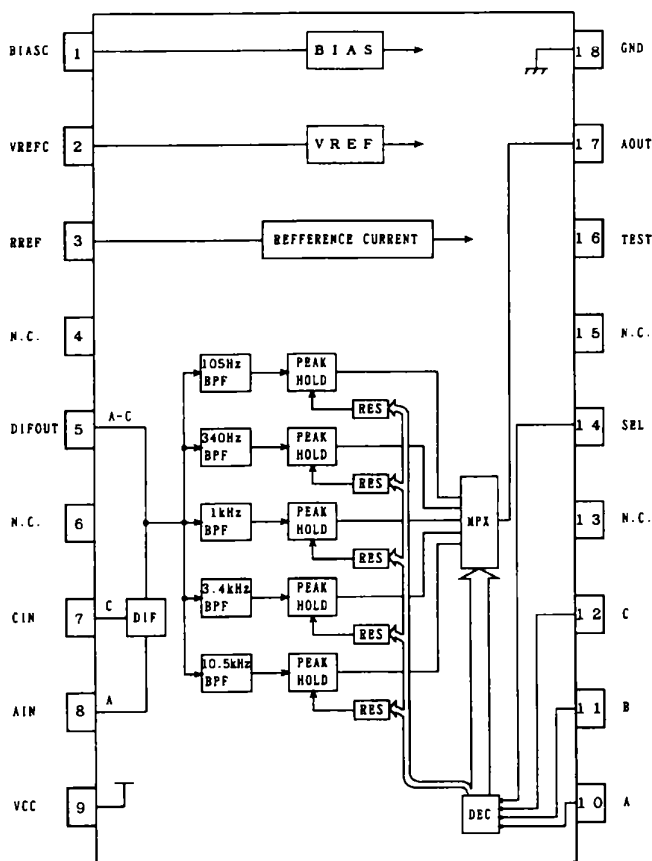 BIASC 1 BIAS 18 GND
VREFC 2 VREF 17 AOUT
RREF 3 REFFERENCE CURRENT 16 TEST
N.C. 4 15 N.C.
105Hz BPF
PEAK HOLD
RES
DIFOUT 5 A-C 14 SEL
340Hz BPF
PEAK HOLD
RES
N.C. 6 13 N.C.
1kHz BPF
PEAK HOLD
MPX
RES
CIN 7 C DIF 12 C
3.4kHz BPF
PEAK HOLD
RES
AIN 8 A 11 B
10.5kHz BPF
PEAK HOLD
RES
VCC 9 DEC 10 A